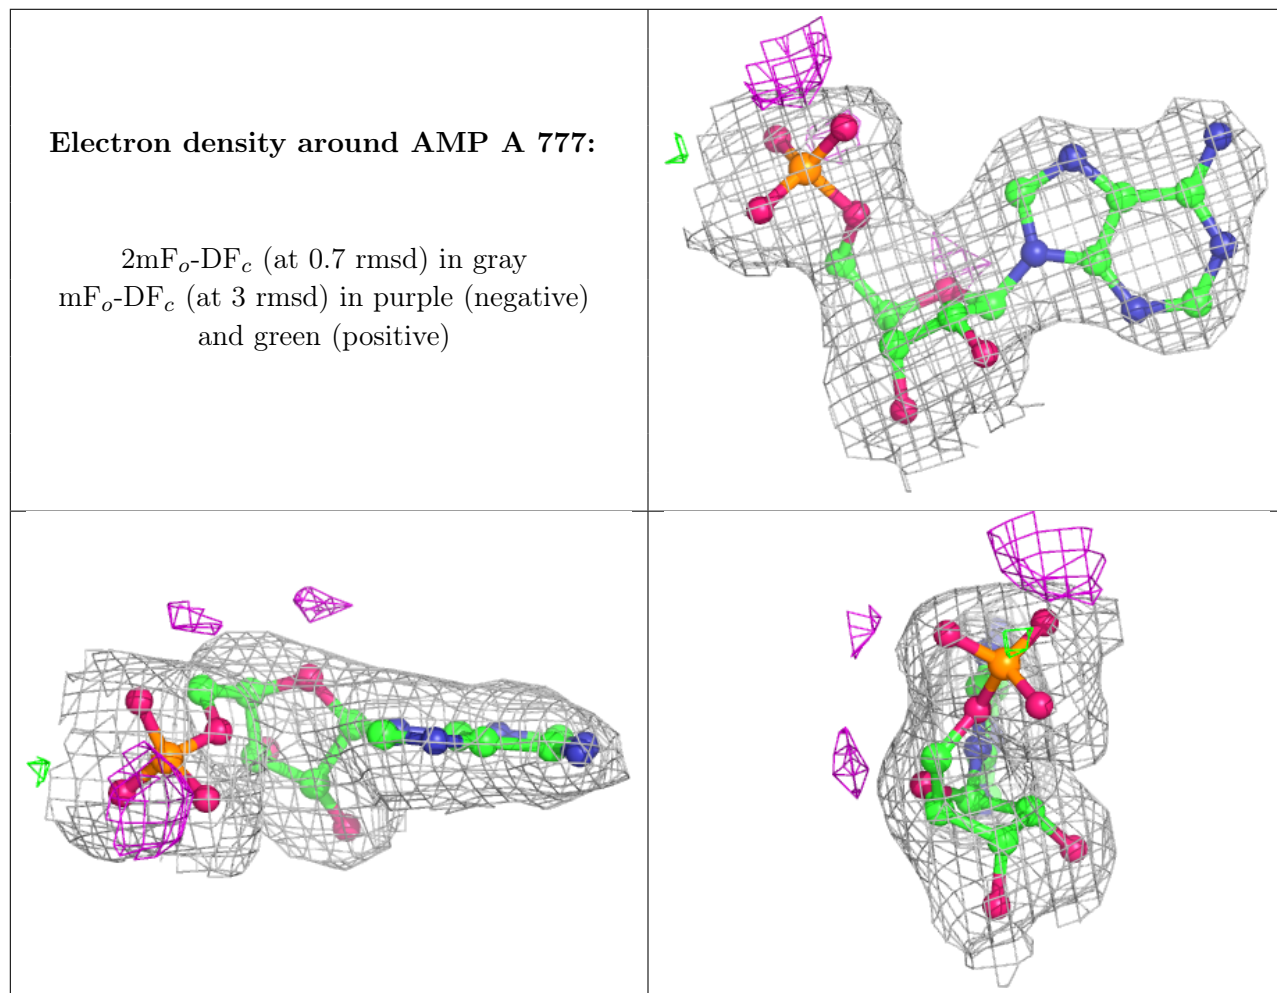 Electron density around AMP A 777:
2mFo-DFc (at 0.7 rmsd) in gray
mFo-DFc (at 3 rmsd) in purple (negative)
and green (positive)